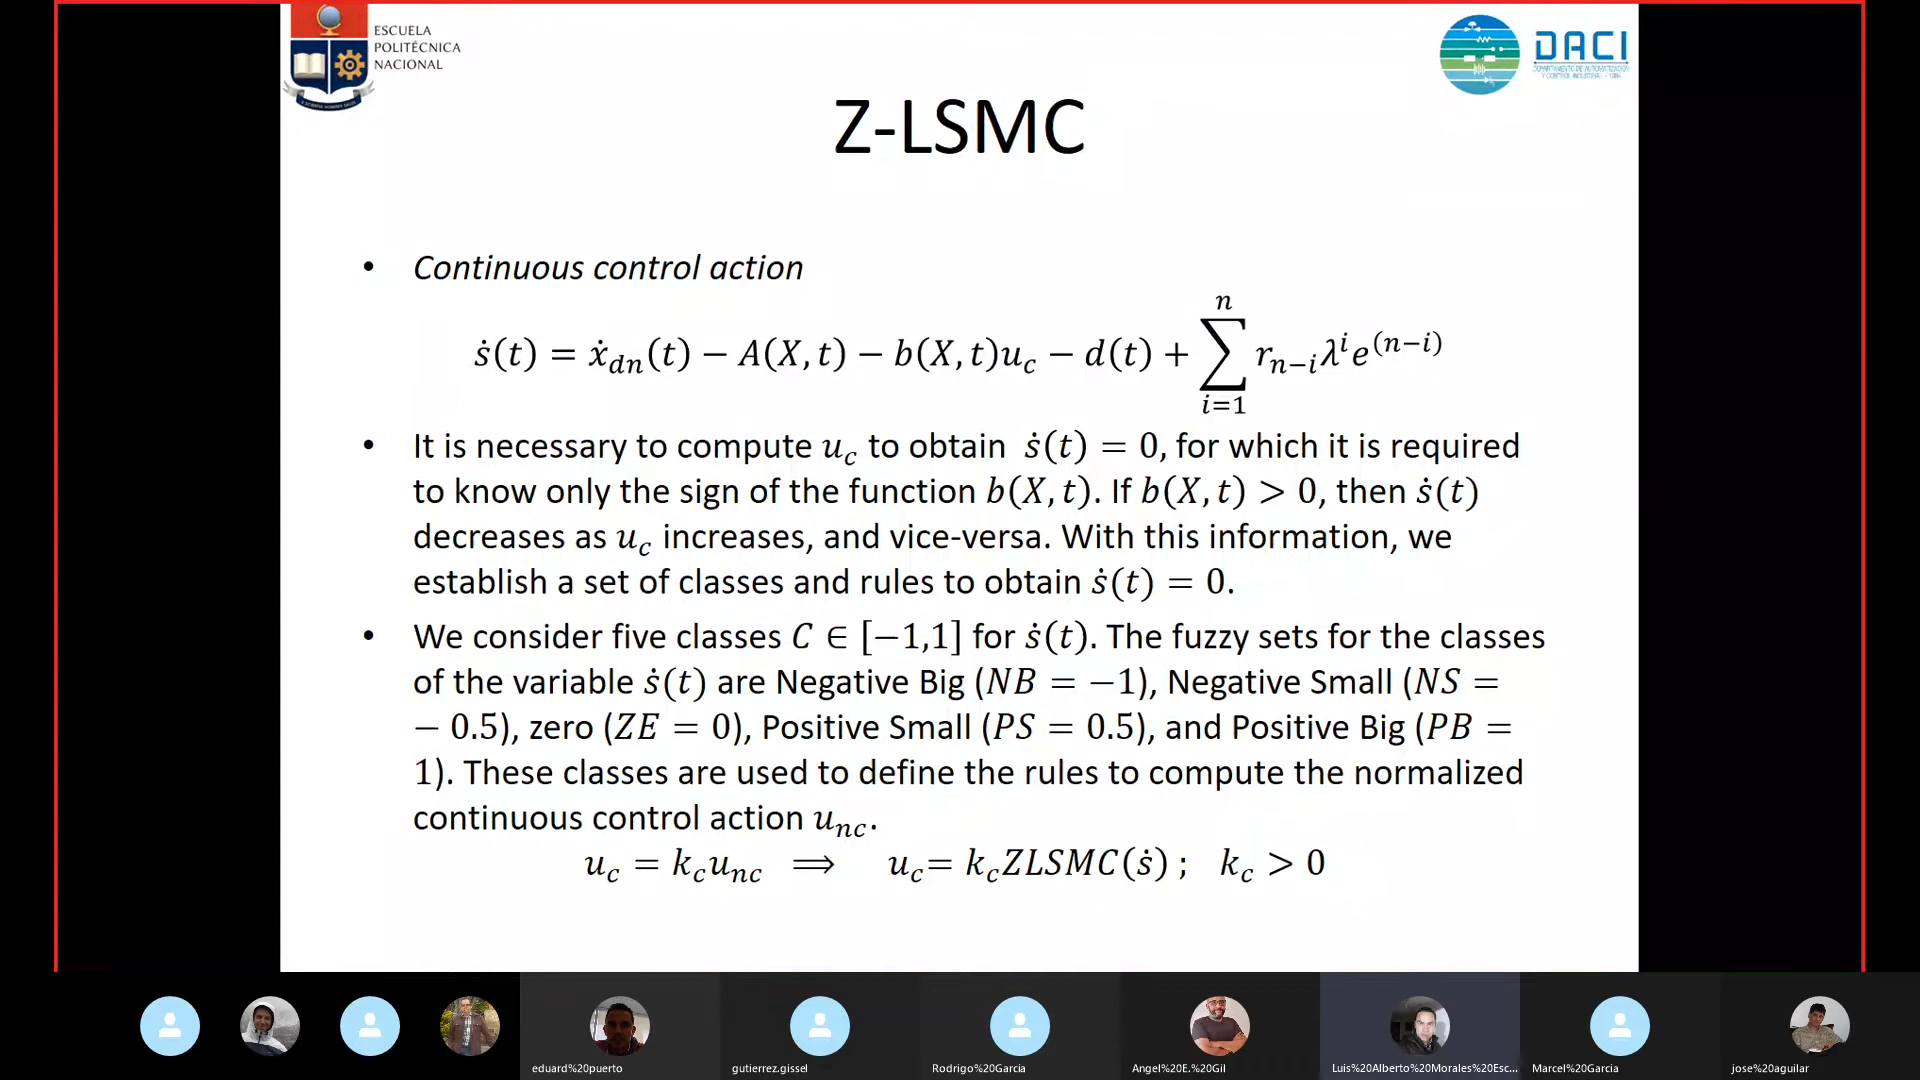 ESCUELA
POLITÉCNICA
NACIONAL
DACI
Z-LSMC
• Continuous control action
ṡ(t) = ẋ_{dn}(t) − A(X, t) − b(X, t)u_c − d(t) + ∑_{i=1}^{n} r_{n−i}λ^i e^{(n−i)}
• It is necessary to compute u_c to obtain ṡ(t) = 0, for which it is required
to know only the sign of the function b(X, t). If b(X, t) > 0, then ṡ(t)
decreases as u_c increases, and vice-versa. With this information, we
establish a set of classes and rules to obtain ṡ(t) = 0.
• We consider five classes C ∈ [−1,1] for ṡ(t). The fuzzy sets for the classes
of the variable ṡ(t) are Negative Big (NB = −1), Negative Small (NS =
− 0.5), zero (ZE = 0), Positive Small (PS = 0.5), and Positive Big (PB =
1). These classes are used to define the rules to compute the normalized
continuous control action u_{nc}.
u_c = k_c u_{nc} ⟹ u_c = k_c ZLSMC(ṡ) ; k_c > 0
eduard%20puerto
gutierrez.gissel
Rodrigo%20Garcia
Angel%20E.%20Gil
Luis%20Alberto%20Morales%20Esc...
Marcel%20Garcia
jose%20aguilar